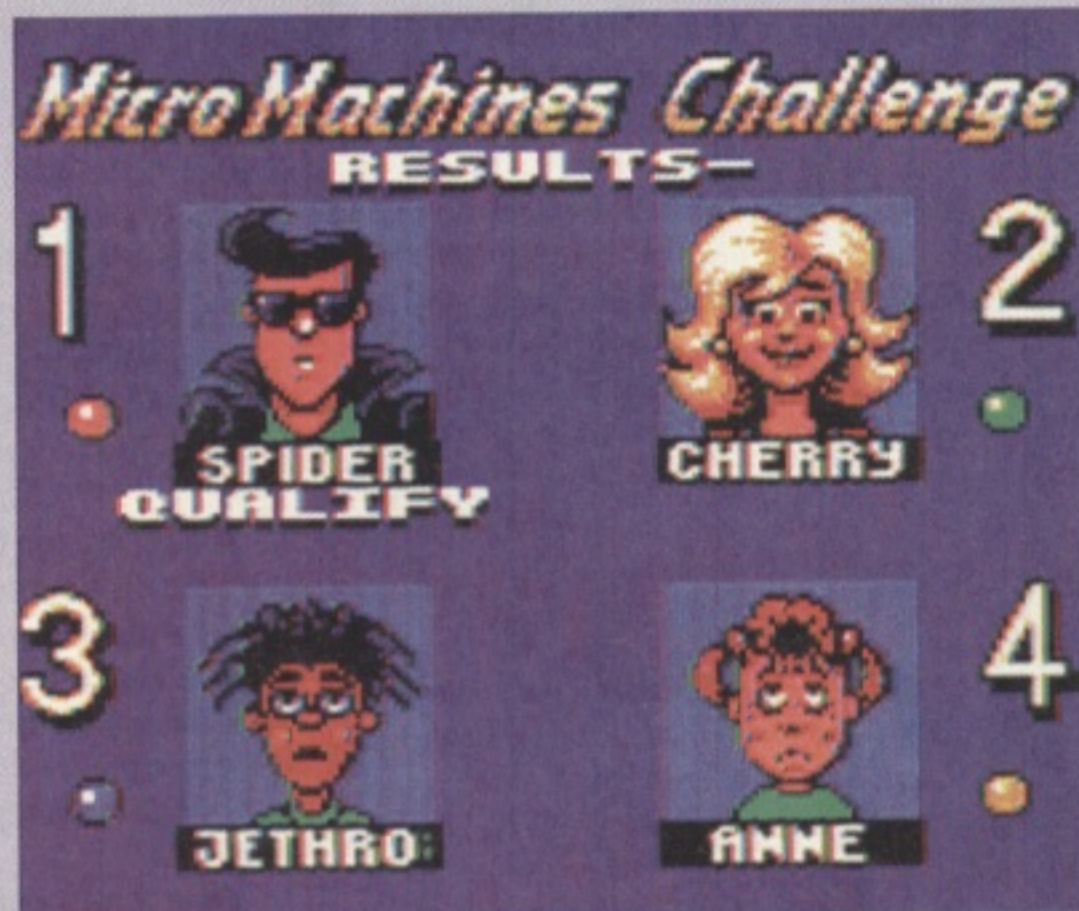 Micro Machines Challenge
RESULTS-
1
2
SPIDER
CHERRY
QUALIFY
3
4
JETHRO
ANNE